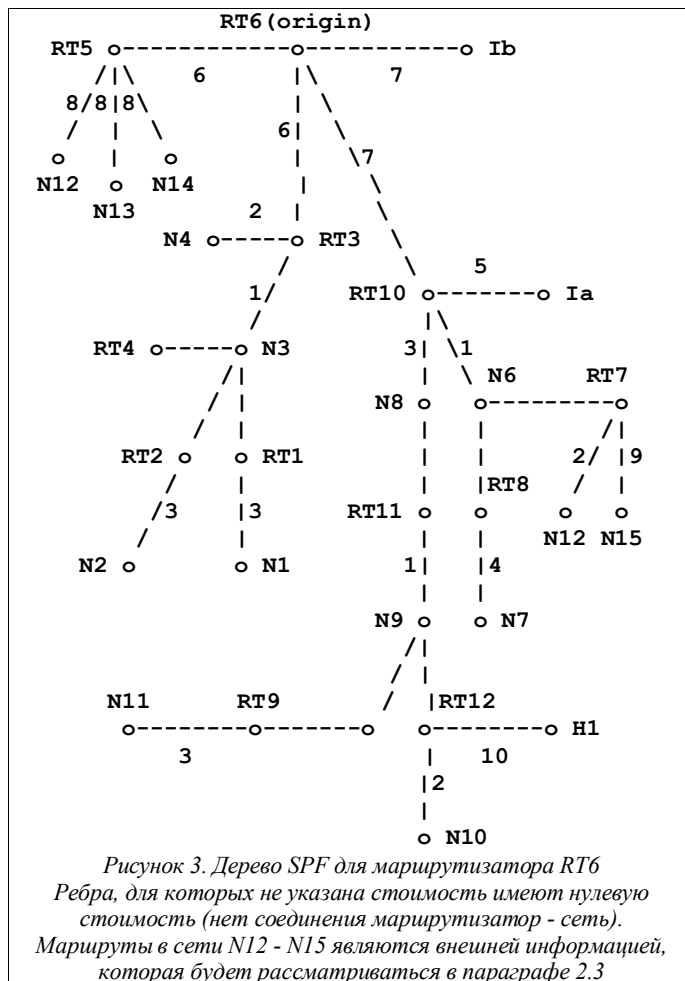 RT6(origin)
RT5 o-----------o-----------o Ib
/|\ 6 |\ 7
8/8|8\ 6| \
/ | \ | \7
o | o | \
N12 o N14 | \
N13 2 | \
N4 o-----o RT3 \
/ \ 5
1/ RT10 o-------o Ia
/ |\
RT4 o-----o N3 3| \1
/| | \ N6 RT7
/ | N8 o o---------o
/ | | | /|
RT2 o o RT1 | | 2/ |9
/ | | |RT8 / |
/3 |3 RT11 o o o o
/ | | | N12 N15
N2 o o N1 1| |4
| |
N9 o o N7
/|
/ |
N11 RT9 / |RT12
o--------o-------o o--------o H1
3 | 10
|2
|
o N10
Рисунок 3. Дерево SPF для маршрутизатора RT6
Ребра, для которых не указана стоимость имеют нулевую
стоимость (нет соединения маршрутизатор - сеть).
Маршруты в сети N12 - N15 являются внешней информацией,
которая будет рассматриваться в параграфе 2.3